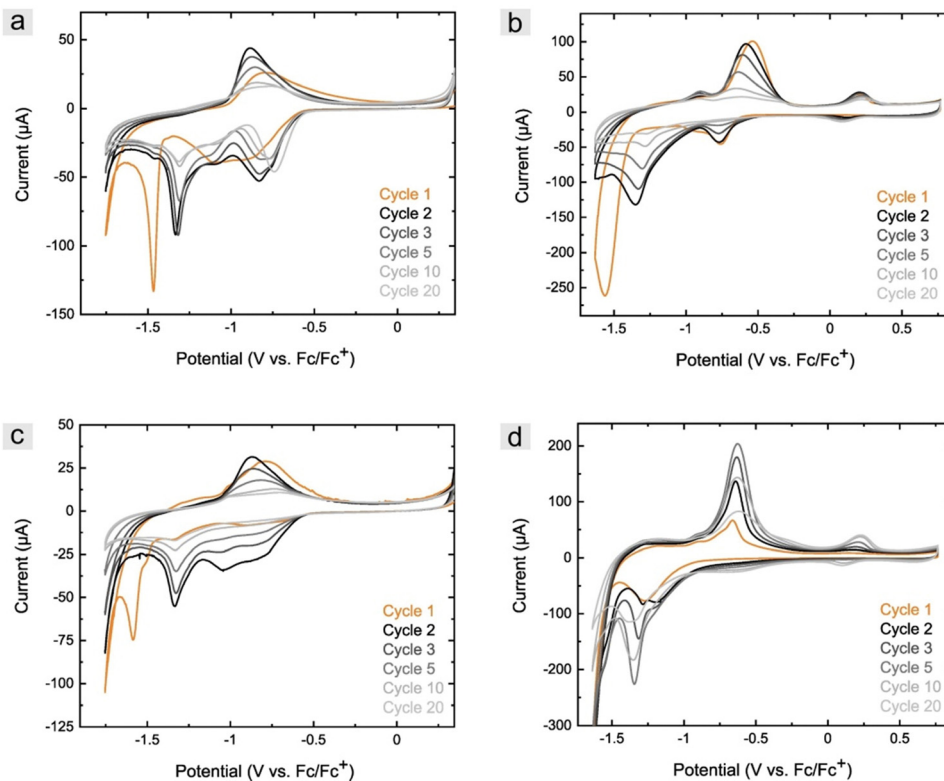 a
50
25
0
-25
-50
-75
-100
-125
-150
Current (µA)
-1.5
-1
-0.5
0
Potential (V vs. Fc/Fc+)
Cycle 1
Cycle 2
Cycle 3
Cycle 5
Cycle 10
Cycle 20
b
150
100
50
0
-50
-100
-150
-200
-250
Current (µA)
-1.5
-1
-0.5
0
0.5
Potential (V vs. Fc/Fc+)
Cycle 1
Cycle 2
Cycle 3
Cycle 5
Cycle 10
Cycle 20
c
50
25
0
-25
-50
-75
-100
-125
Current (µA)
-1.5
-1
-0.5
0
Potential (V vs. Fc/Fc+)
Cycle 1
Cycle 2
Cycle 3
Cycle 5
Cycle 10
Cycle 20
d
200
100
0
-100
-200
-300
Current (µA)
-1.5
-1
-0.5
0
0.5
Potential (V vs. Fc/Fc+)
Cycle 1
Cycle 2
Cycle 3
Cycle 5
Cycle 10
Cycle 20